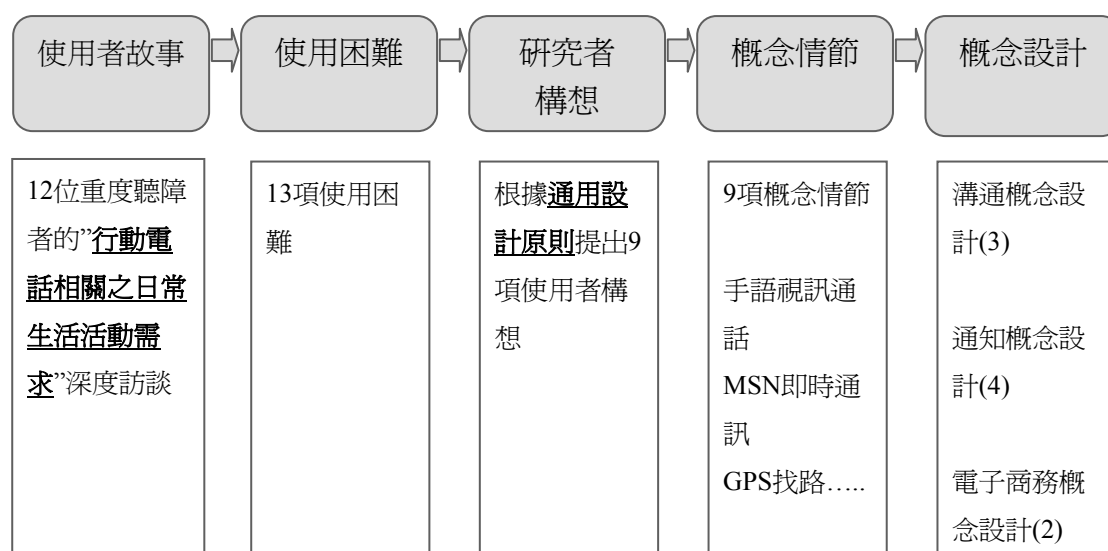 使用者故事
使用困難
研究者
構想
概念情節
概念設計
12位重度聽障
者的”行動電
話相關之日常
生活活動需
求”深度訪談
13項使用困
難
根據通用設
計原則提出9
項使用者構
想
9項概念情節
手語視訊通
話
MSN即時通
訊
GPS找路…..
溝通概念設
計(3)
通知概念設
計(4)
電子商務概
念設計(2)